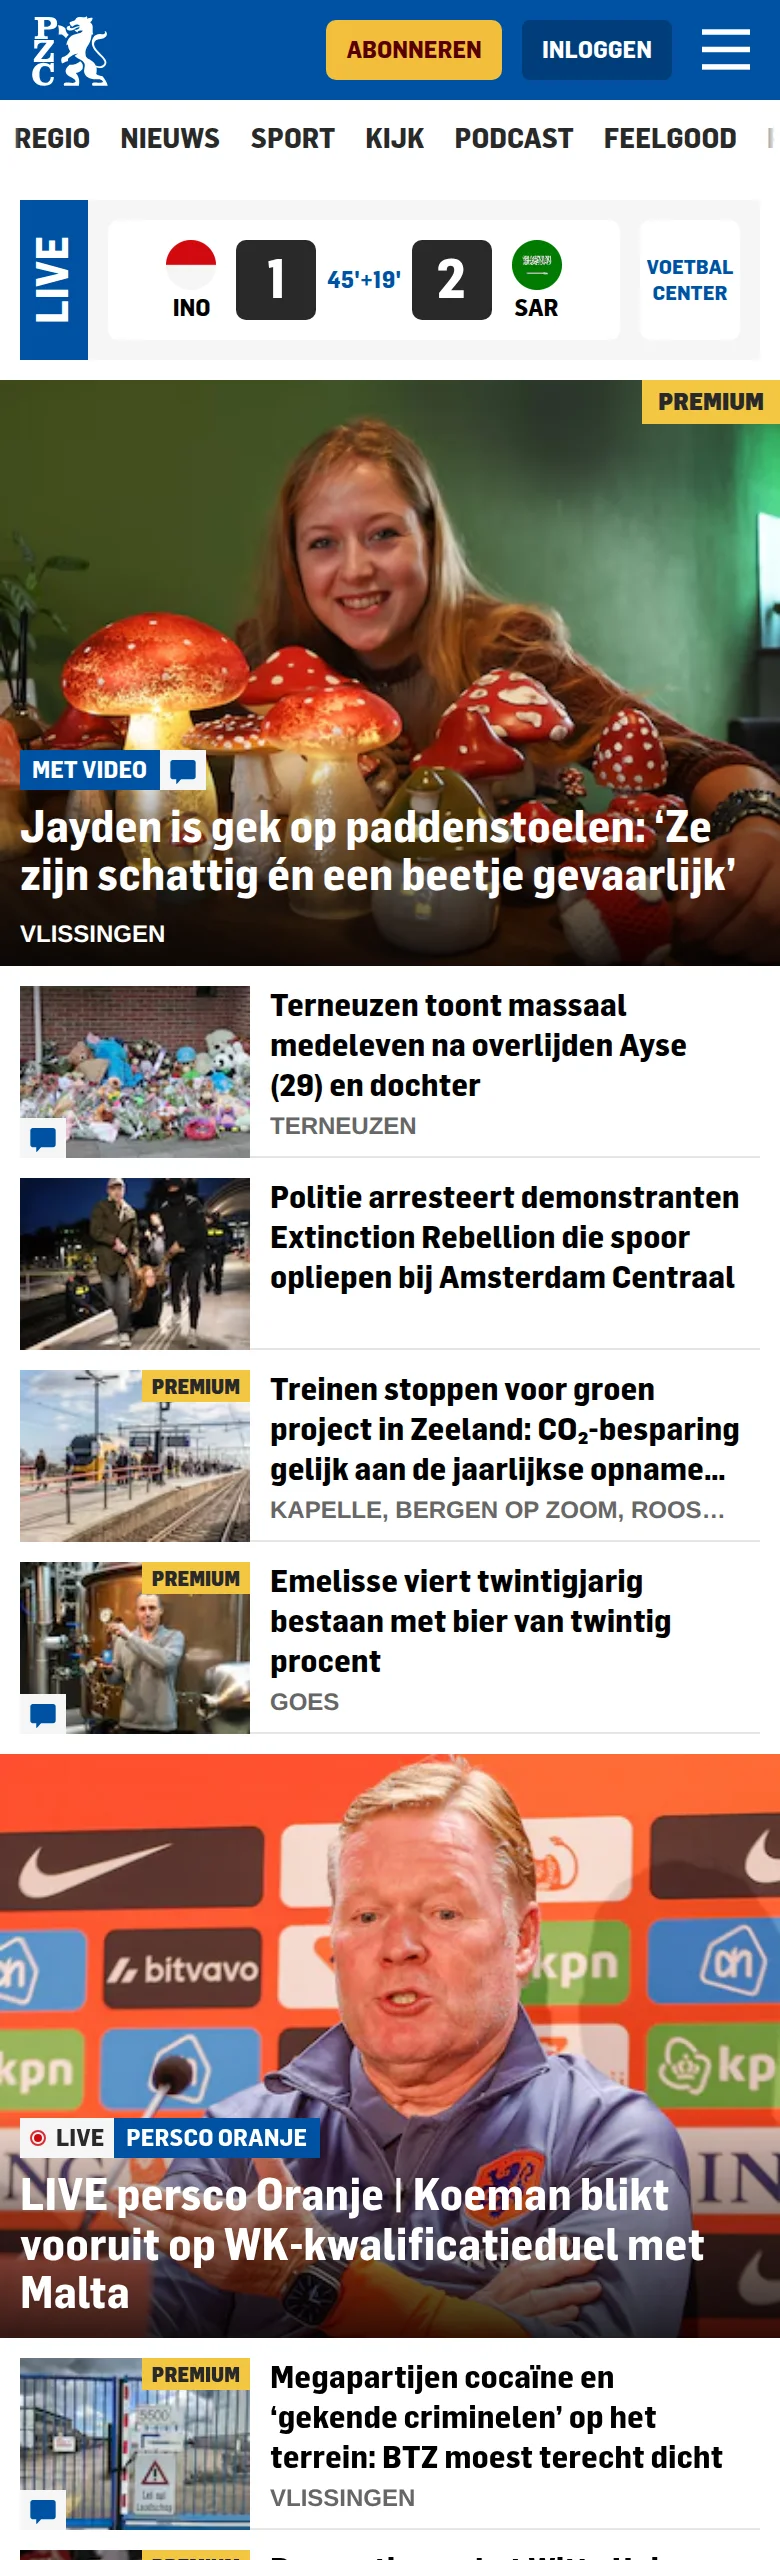 PZC
ABONNEREN
INLOGGEN
REGIO NIEUWS SPORT KIJK PODCAST FEELGOOD
LIVE
1 45'+19' 2
INO SAR
VOETBAL
CENTER
PREMIUM
MET VIDEO
Jayden is gek op paddenstoelen: ‘Ze
zijn schattig én een beetje gevaarlijk’
VLISSINGEN
Terneuzen toont massaal
medeleven na overlijden Ayse
(29) en dochter
TERNEUZEN
Politie arresteert demonstranten
Extinction Rebellion die spoor
opliepen bij Amsterdam Centraal
PREMIUM
Treinen stoppen voor groen
project in Zeeland: CO₂-besparing
gelijk aan de jaarlijkse opname...
KAPELLE, BERGEN OP ZOOM, ROOS...
PREMIUM
Emelisse viert twintigjarig
bestaan met bier van twintig
procent
GOES
bitvavo
kpn
kpn
kp
IN
LIVE PERSCO ORANJE
LIVE persco Oranje | Koeman blikt
vooruit op WK-kwalificatieduel met
Malta
PREMIUM
5500
Megapartijen cocaïne en
‘gekende criminelen’ op het
terrein: BTZ moest terecht dicht
VLISSINGEN